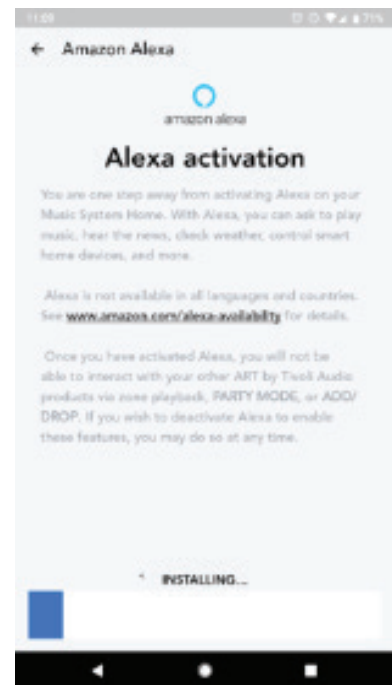 11:09
71%
Amazon Alexa
amazon alexa
Alexa activation
You are one step away from activating Alexa on your
Music System Home. With Alexa, you can ask to play
music, hear the news, check weather, control smart
home devices, and more.
Alexa is not available in all languages and countries.
See www.amazon.com/alexa-availability for details.
Once you have activated Alexa, you will not be
able to interact with your other ART by Tivoli Audio
products via zone playback, PARTY MODE, or ADD/
DROP. If you wish to deactivate Alexa to enable
these features, you may do so at any time.
INSTALLING...